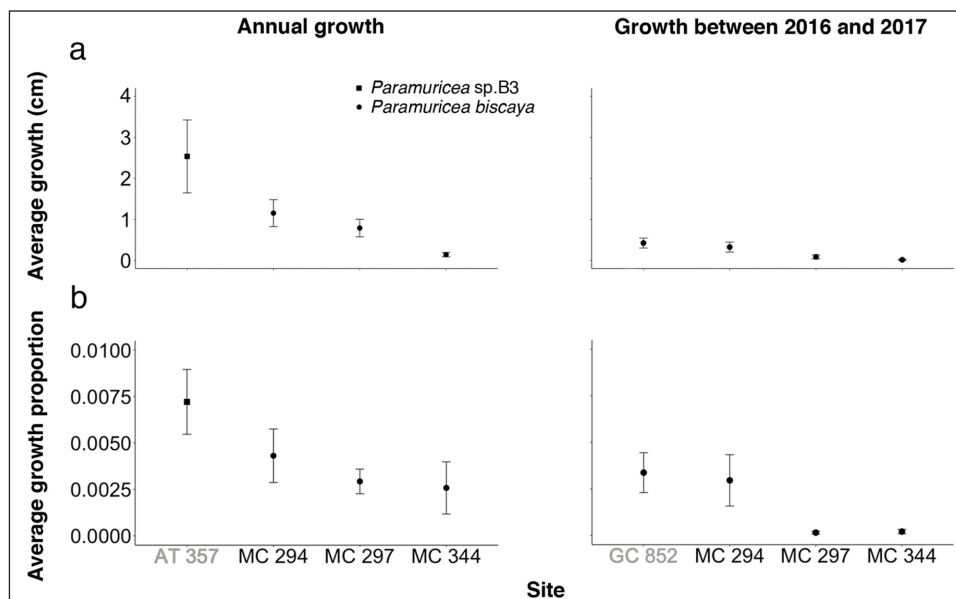 Annual growth
Growth between 2016 and 2017
a
Average growth (cm)
4
3
2
1
0
Paramuricea sp.B3
Paramuricea biscaya
b
Average growth proportion
0.0100
0.0075
0.0050
0.0025
0.0000
AT 357 MC 294 MC 297 MC 344
GC 852 MC 294 MC 297 MC 344
Site